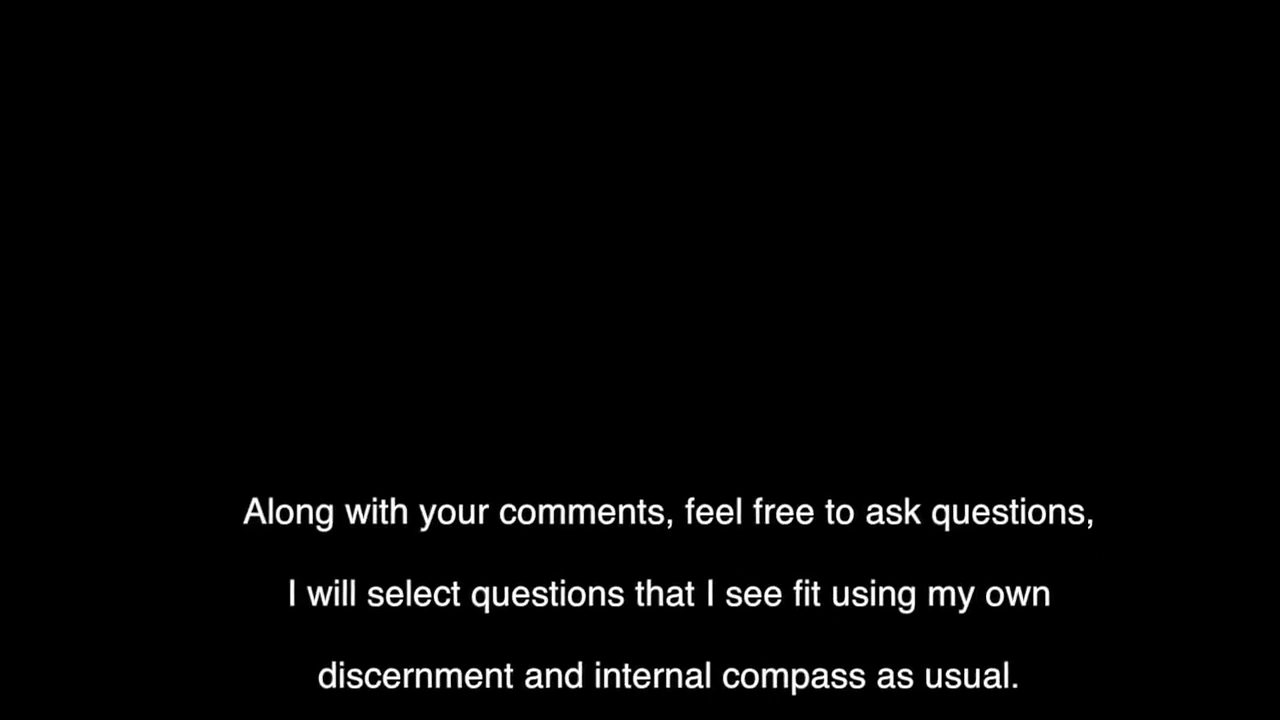 Along with your comments, feel free to ask questions,
I will select questions that I see fit using my own
discernment and internal compass as usual.